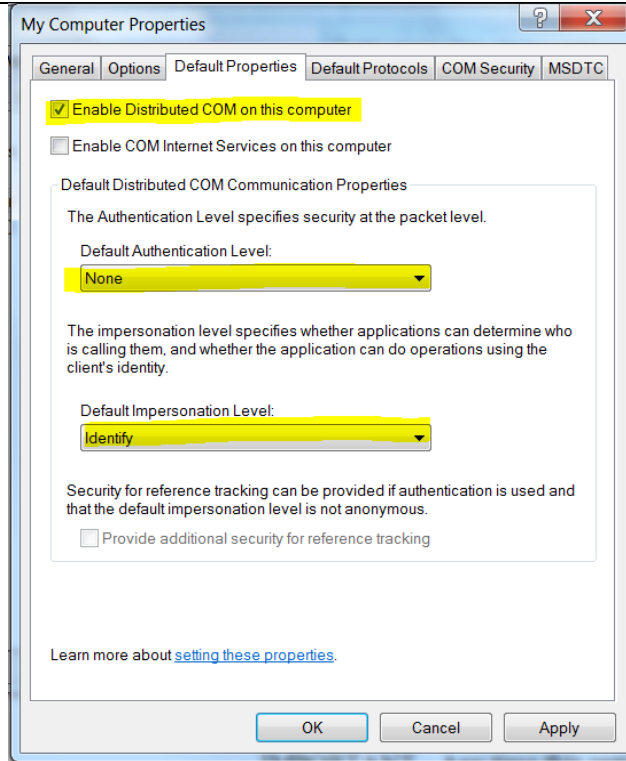 My Computer Properties
General Options Default Properties Default Protocols COM Security MSDTC
Enable Distributed COM on this computer
Enable COM Internet Services on this computer
Default Distributed COM Communication Properties
The Authentication Level specifies security at the packet level.
Default Authentication Level:
None
The impersonation level specifies whether applications can determine who
is calling them, and whether the application can do operations using the
client's identity.
Default Impersonation Level:
Identify
Security for reference tracking can be provided if authentication is used and
that the default impersonation level is not anonymous.
Provide additional security for reference tracking
Learn more about setting these properties.
OK Cancel Apply